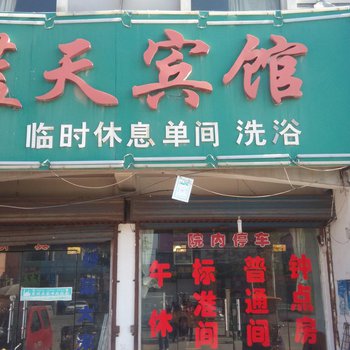 蓝天宾馆
临时休息单间 洗浴
院内停车
午休
标准间
普通间
钟点房